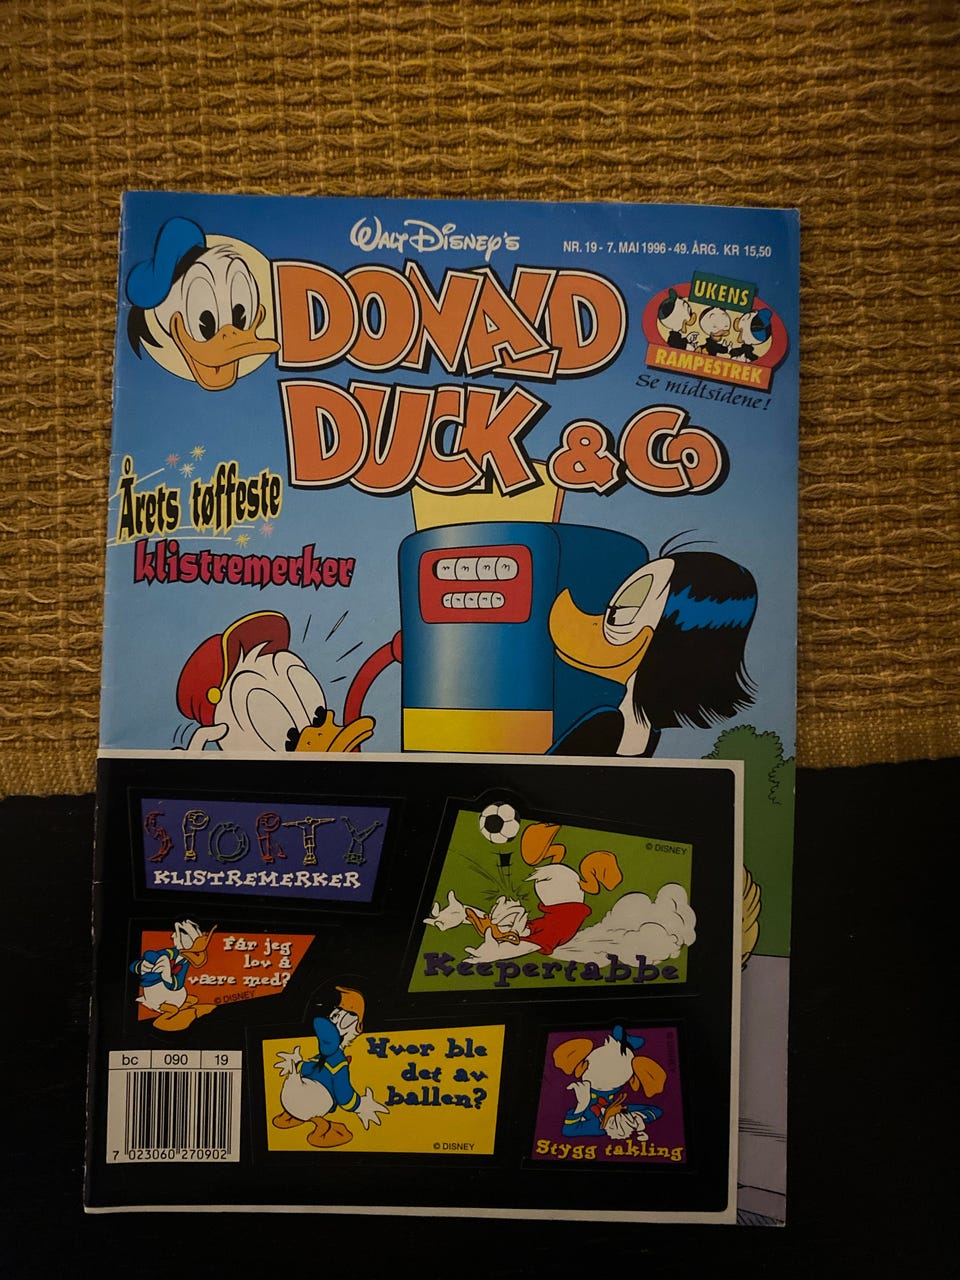 WALT DISNEY'S
NR. 19 - 7. MAI 1996 - 49. ÅRG. KR 15,50
DONALD
DUCK & Co
UKENS
RAMPESTREK
Se midtsidene!
Årets tøffeste
klistremerker
SPORTY
KLISTREMERKER
© DISNEY
Keepertabbe
Får jeg
lov å
være med?
© DISNEY
Hvor ble
det av
ballen?
© DISNEY
Stygg takling
bc 090 19
7 023060 270902